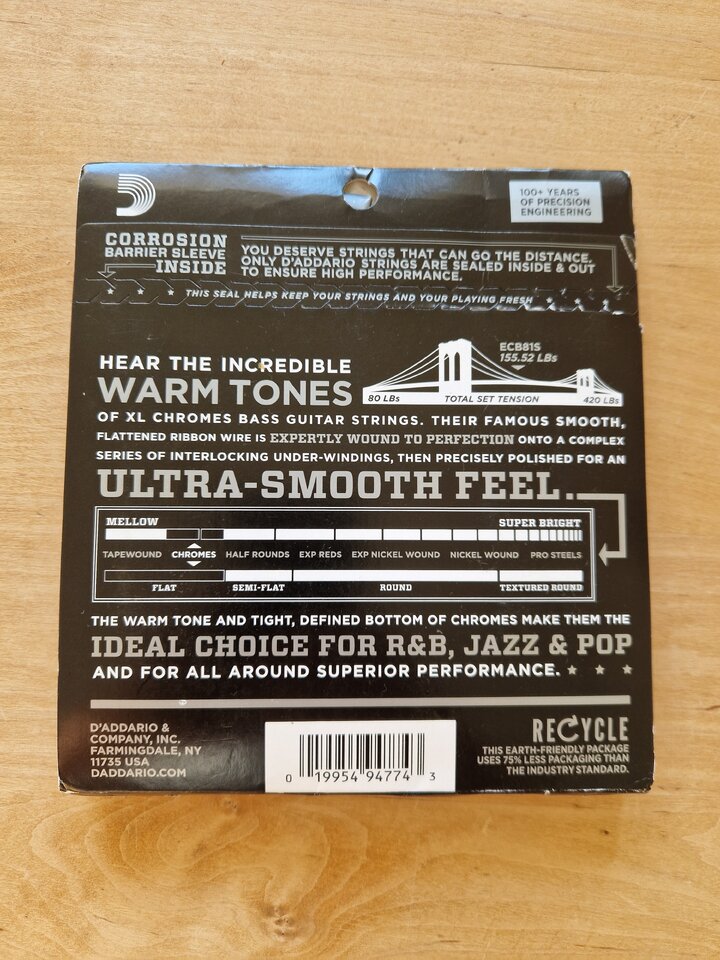 100+ YEARS
OF PRECISION
ENGINEERING
CORROSION
BARRIER SLEEVE
INSIDE
YOU DESERVE STRINGS THAT CAN GO THE DISTANCE,
ONLY D'ADDARIO STRINGS ARE SEALED INSIDE & OUT
TO ENSURE HIGH PERFORMANCE.
★ ★ ★ THIS SEAL HELPS KEEP YOUR STRINGS AND YOUR PLAYING FRESH ★ ★ ★
HEAR THE INCREDIBLE
WARM TONES
ECB81S
155.52 LBs
80 LBs TOTAL SET TENSION 420 LBs
OF XL CHROMES BASS GUITAR STRINGS. THEIR FAMOUS SMOOTH,
FLATTENED RIBBON WIRE IS EXPERTLY WOUND TO PERFECTION ONTO A COMPLEX
SERIES OF INTERLOCKING UNDER-WINDINGS, THEN PRECISELY POLISHED FOR AN
ULTRA-SMOOTH FEEL...
MELLOW SUPER BRIGHT
TAPEWOUND CHROMES HALF ROUNDS EXP REDS EXP NICKEL WOUND NICKEL WOUND PRO STEELS
FLAT SEMI-FLAT ROUND TEXTURED ROUND
THE WARM TONE AND TIGHT, DEFINED BOTTOM OF CHROMES MAKE THEM THE
IDEAL CHOICE FOR R&B, JAZZ & POP
AND FOR ALL AROUND SUPERIOR PERFORMANCE. ★ ★ ★
D'ADDARIO &
COMPANY, INC.
FARMINGDALE, NY
11735 USA
DADDARIO.COM
0 19954 94774 3
RECYCLE
THIS EARTH-FRIENDLY PACKAGE
USES 75% LESS PACKAGING THAN
THE INDUSTRY STANDARD.